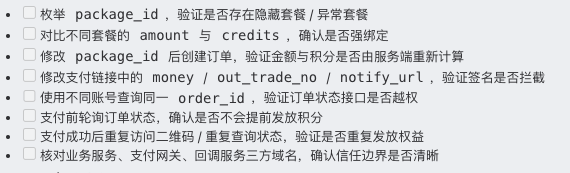 枚举 package_id ，验证是否存在隐藏套餐 / 异常套餐
对比不同套餐的 amount 与 credits ，确认是否强绑定
修改 package_id 后创建订单，验证金额与积分是否由服务端重新计算
修改支付链接中的 money / out_trade_no / notify_url ，验证签名是否拦截
使用不同账号查询同一 order_id ，验证订单状态接口是否越权
支付前轮询订单状态，确认是否不会提前发放积分
支付成功后重复访问二维码 / 重复查询状态，验证是否重复发放权益
核对业务服务、支付网关、回调服务三方域名，确认信任边界是否清晰